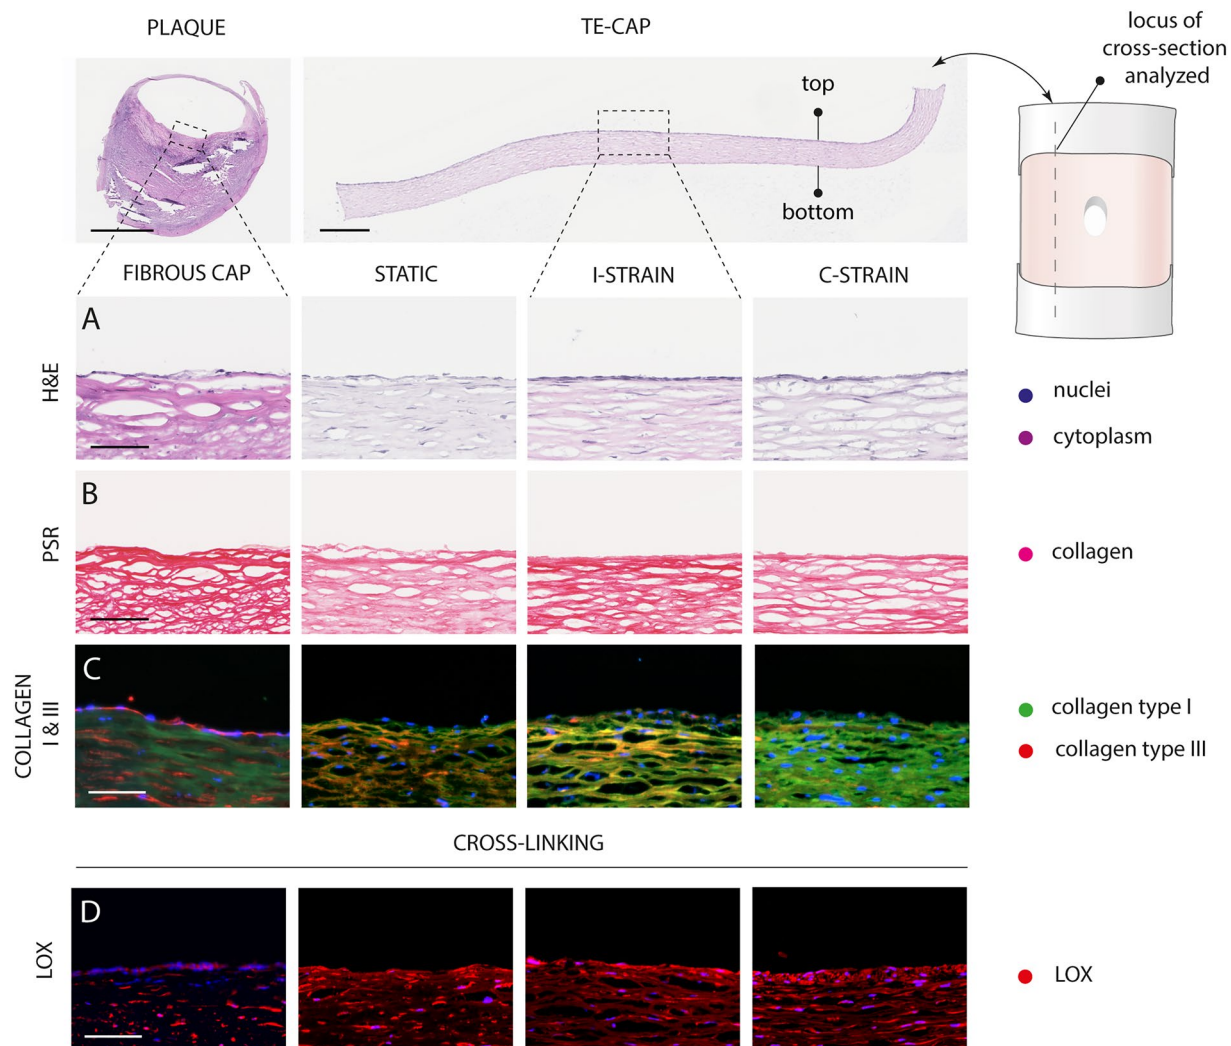 PLAQUE
TE-CAP
locus of
cross-section
analyzed
top
bottom
FIBROUS CAP
STATIC
I-STRAIN
C-STRAIN
A
H&E
nuclei
cytoplasm
B
PSR
collagen
C
COLLAGEN
I & III
collagen type I
collagen type III
CROSS-LINKING
D
LOX
LOX